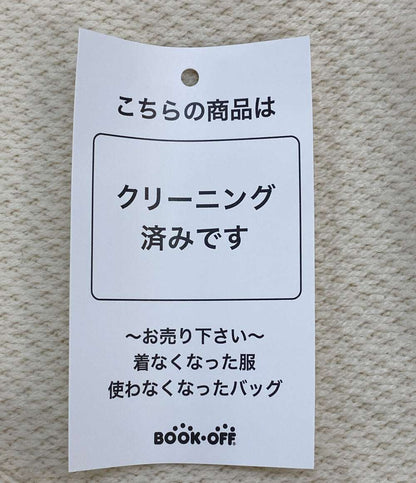 こちらの商品は
クリーニング
済みです
～お売り下さい～
着なくなった服
使わなくなったバッグ
BOOK・OFF